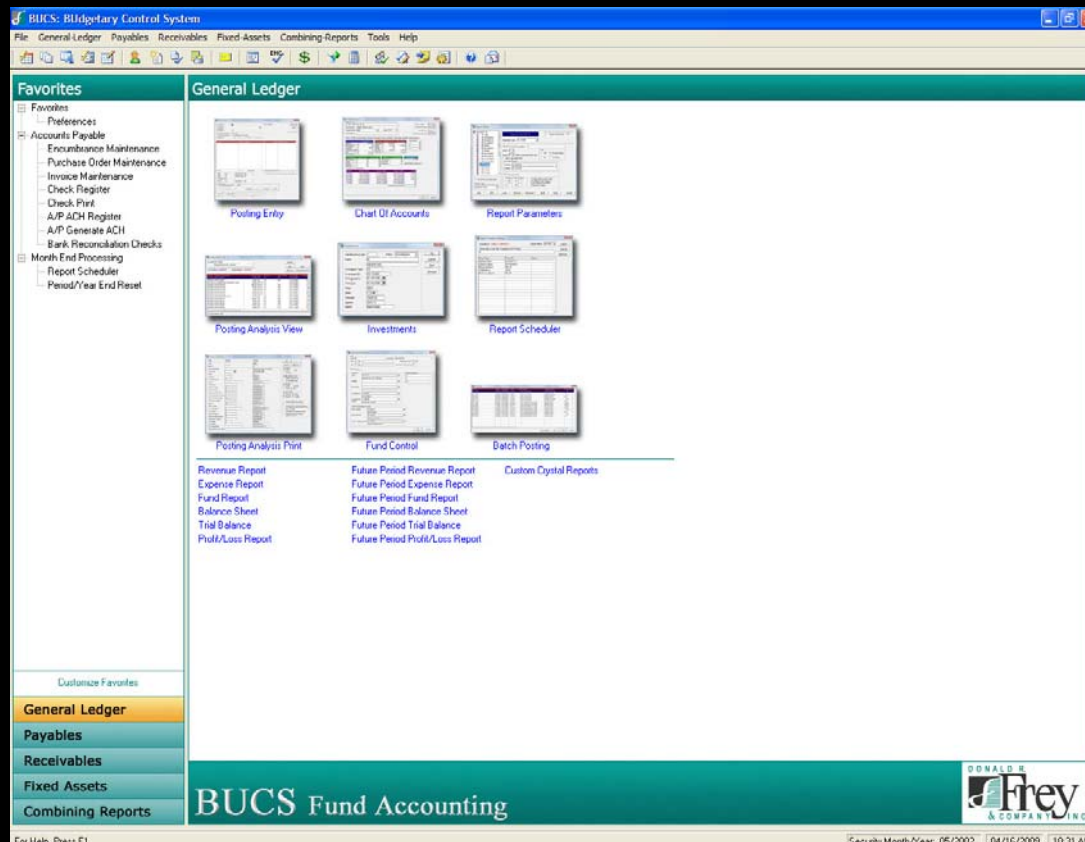 BUCS: BUdgetary Control System
File General-Ledger Payables Receivables Fixed-Assets Combining-Reports Tools Help
Favorites
Favorites
Preferences
Accounts Payable
Encumbrance Maintenance
Purchase Order Maintenance
Invoice Maintenance
Check Register
Check Print
A/P ACH Register
A/P Generate ACH
Bank Reconciliation Checks
Month End Processing
Report Scheduler
Period/Year End Reset
Customize Favorites
General Ledger
Payables
Receivables
Fixed Assets
Combining Reports
General Ledger
Posting Entry Chart Of Accounts Report Parameters
Posting Analysis View Investments Report Scheduler
Posting Analysis Print Fund Control Batch Posting
Revenue Report Future Period Revenue Report Custom Crystal Reports
Expense Report Future Period Expense Report
Fund Report Future Period Fund Report
Balance Sheet Future Period Balance Sheet
Trial Balance Future Period Trial Balance
Profit/Loss Report Future Period Profit/Loss Report
BUCS Fund Accounting
DONALD R.
Frey
& COMPANY, INC
For Help, Press F1
Security Month/Year: 05/2002 04/16/2009